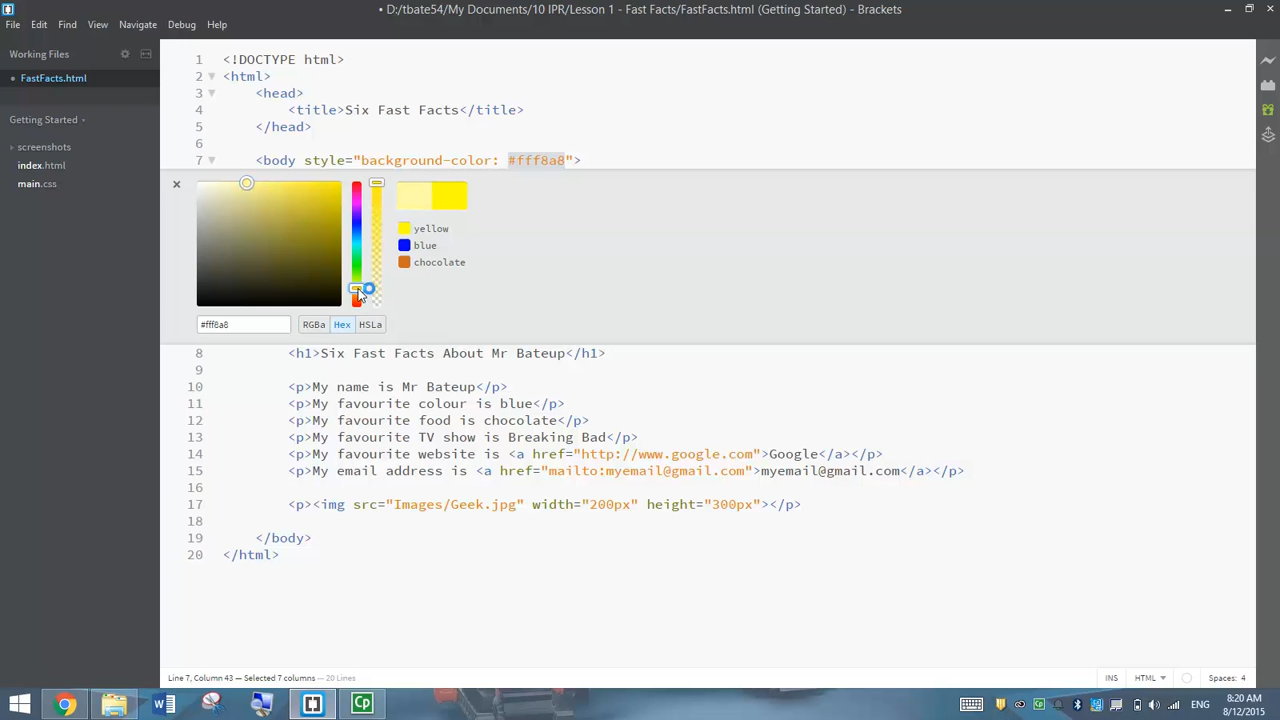 • D:/tbate54/My Documents/10 IPR/Lesson 1 - Fast Facts/FastFacts.html (Getting Started) - Brackets
File Edit Find View Navigate Debug Help
Working Files
• FastFacts.html
Getting Started
screenshots
index.html
main.css
1 <!DOCTYPE html>
2 <html>
3 <head>
4 <title>Six Fast Facts</title>
5 </head>
6
7 <body style="background-color: #fff8a8">
yellow
blue
chocolate
#fff8a8 RGBa Hex HSLa
8 <h1>Six Fast Facts About Mr Bateup</h1>
9
10 <p>My name is Mr Bateup</p>
11 <p>My favourite colour is blue</p>
12 <p>My favourite food is chocolate</p>
13 <p>My favourite TV show is Breaking Bad</p>
14 <p>My favourite website is <a href="http://www.google.com">Google</a></p>
15 <p>My email address is <a href="mailto:myemail@gmail.com">myemail@gmail.com</a></p>
16
17 <p><img src="Images/Geek.jpg" width="200px" height="300px"></p>
18
19 </body>
20 </html>
Line 7, Column 43 — Selected 7 columns — 20 Lines INS HTML Spaces: 4
W Cp ENG 8:20 AM
8/12/2015